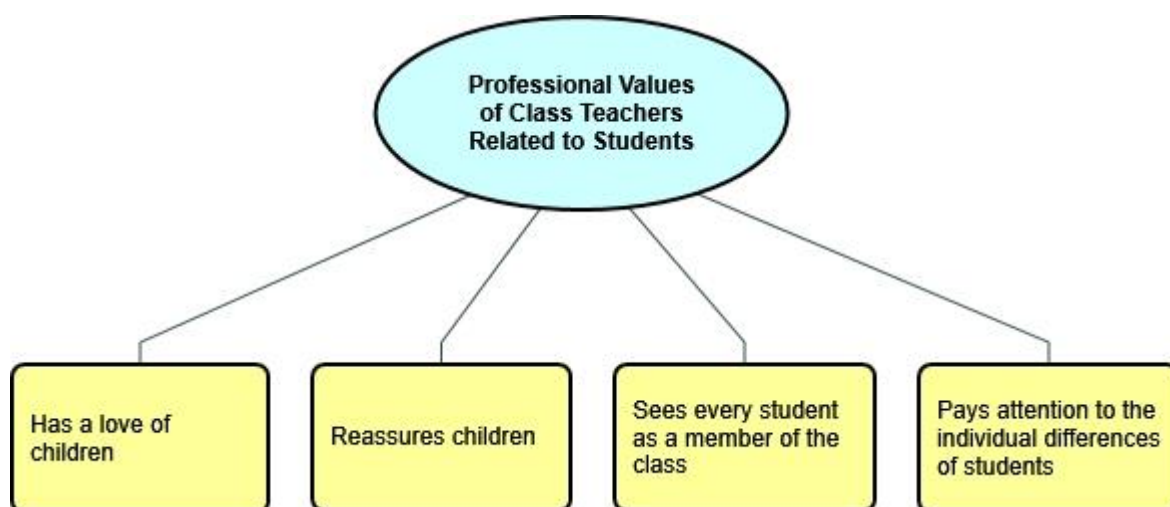 Professional Values
of Class Teachers
Related to Students
Has a love of
children
Reassures children
Sees every student
as a member of the
class
Pays attention to the
individual differences
of students